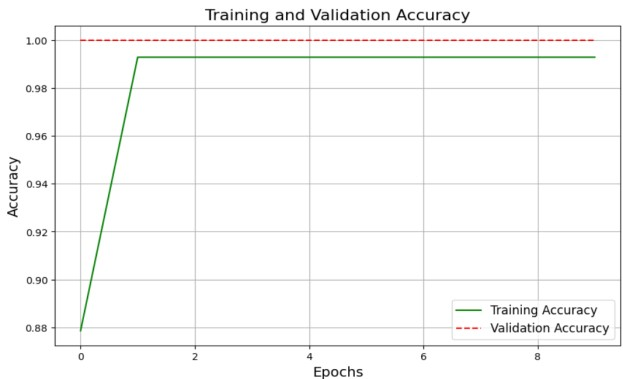 Training and Validation Accuracy
1.00
0.98
0.96
0.94
0.92
0.90
0.88
Accuracy
0 2 4 6 8
Epochs
Training Accuracy
Validation Accuracy